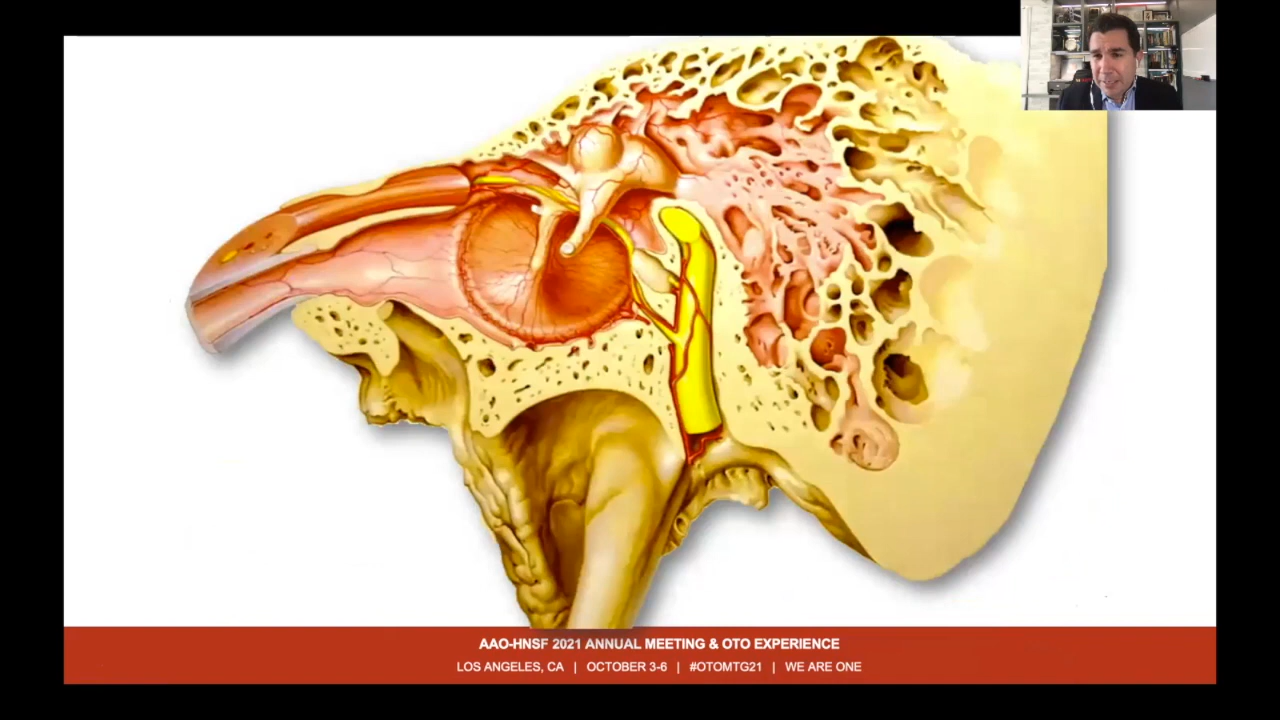 AAO-HNSF 2021 ANNUAL MEETING & OTO EXPERIENCE
LOS ANGELES, CA | OCTOBER 3-6 | #OTOMTG21 | WE ARE ONE